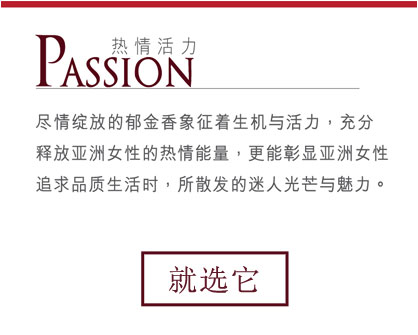 热情活力
PASSION
尽情绽放的郁金香象征着生机与活力，充分
释放亚洲女性的热情能量，更能彰显亚洲女性
追求品质生活时，所散发的迷人光芒与魅力。
就选它